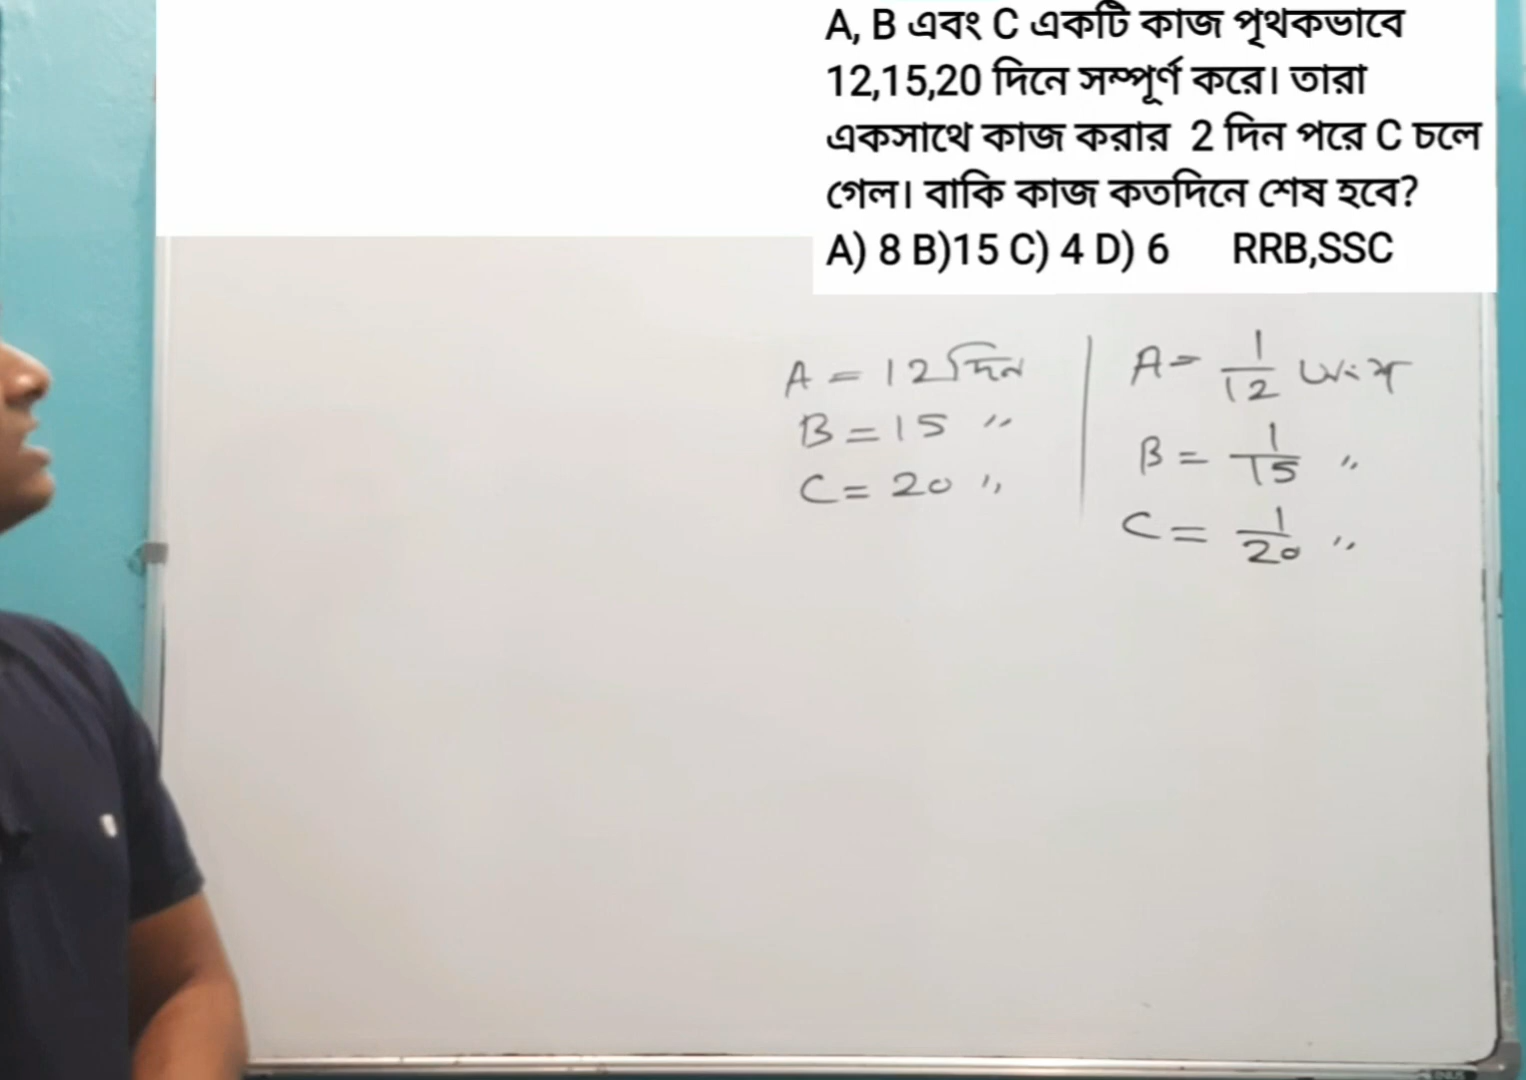 A, B এবং C একটি কাজ পৃথকভাবে
12,15,20 দিনে সম্পূর্ণ করে। তারা
একসাথে কাজ করার 2 দিন পরে C চলে
গেল। বাকি কাজ কতদিনে শেষ হবে?
A) 8 B)15 C) 4 D) 6 RRB,SSC
A = 12 দিন
B = 15 "
C = 20 "
A = 1/12 অংশ
B = 1/15 "
C = 1/20 "